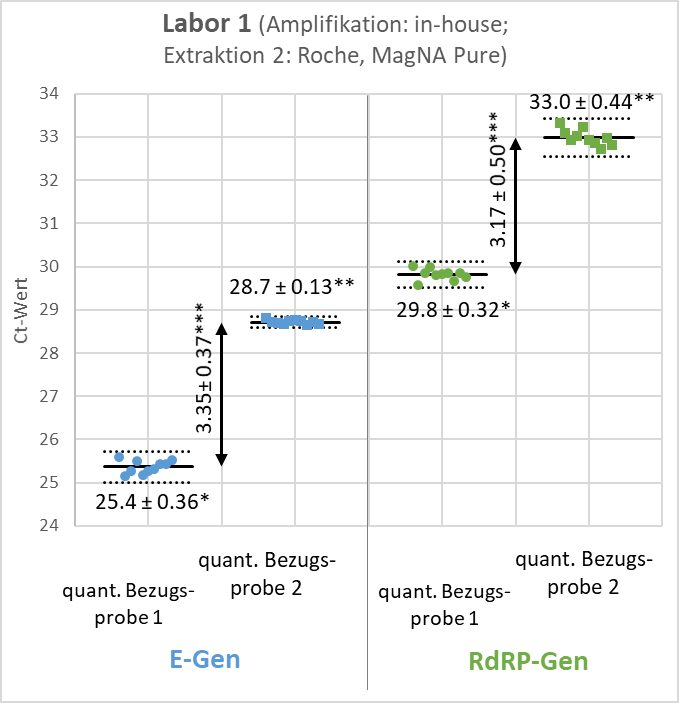 Labor 1 (Amplifikation: in-house;
Extraktion 2: Roche, MagNA Pure)
Ct-Wert
34
33
32
31
30
29
28
27
26
25
24
25.4 ± 0.36*
3.35± 0.37***
28.7 ± 0.13**
29.8 ± 0.32*
3.17 ± 0.50***
33.0 ± 0.44**
quant. Bezugs-
probe 1
quant. Bezugs-
probe 2
quant. Bezugs-
probe 1
quant. Bezugs-
probe 2
E-Gen
RdRP-Gen